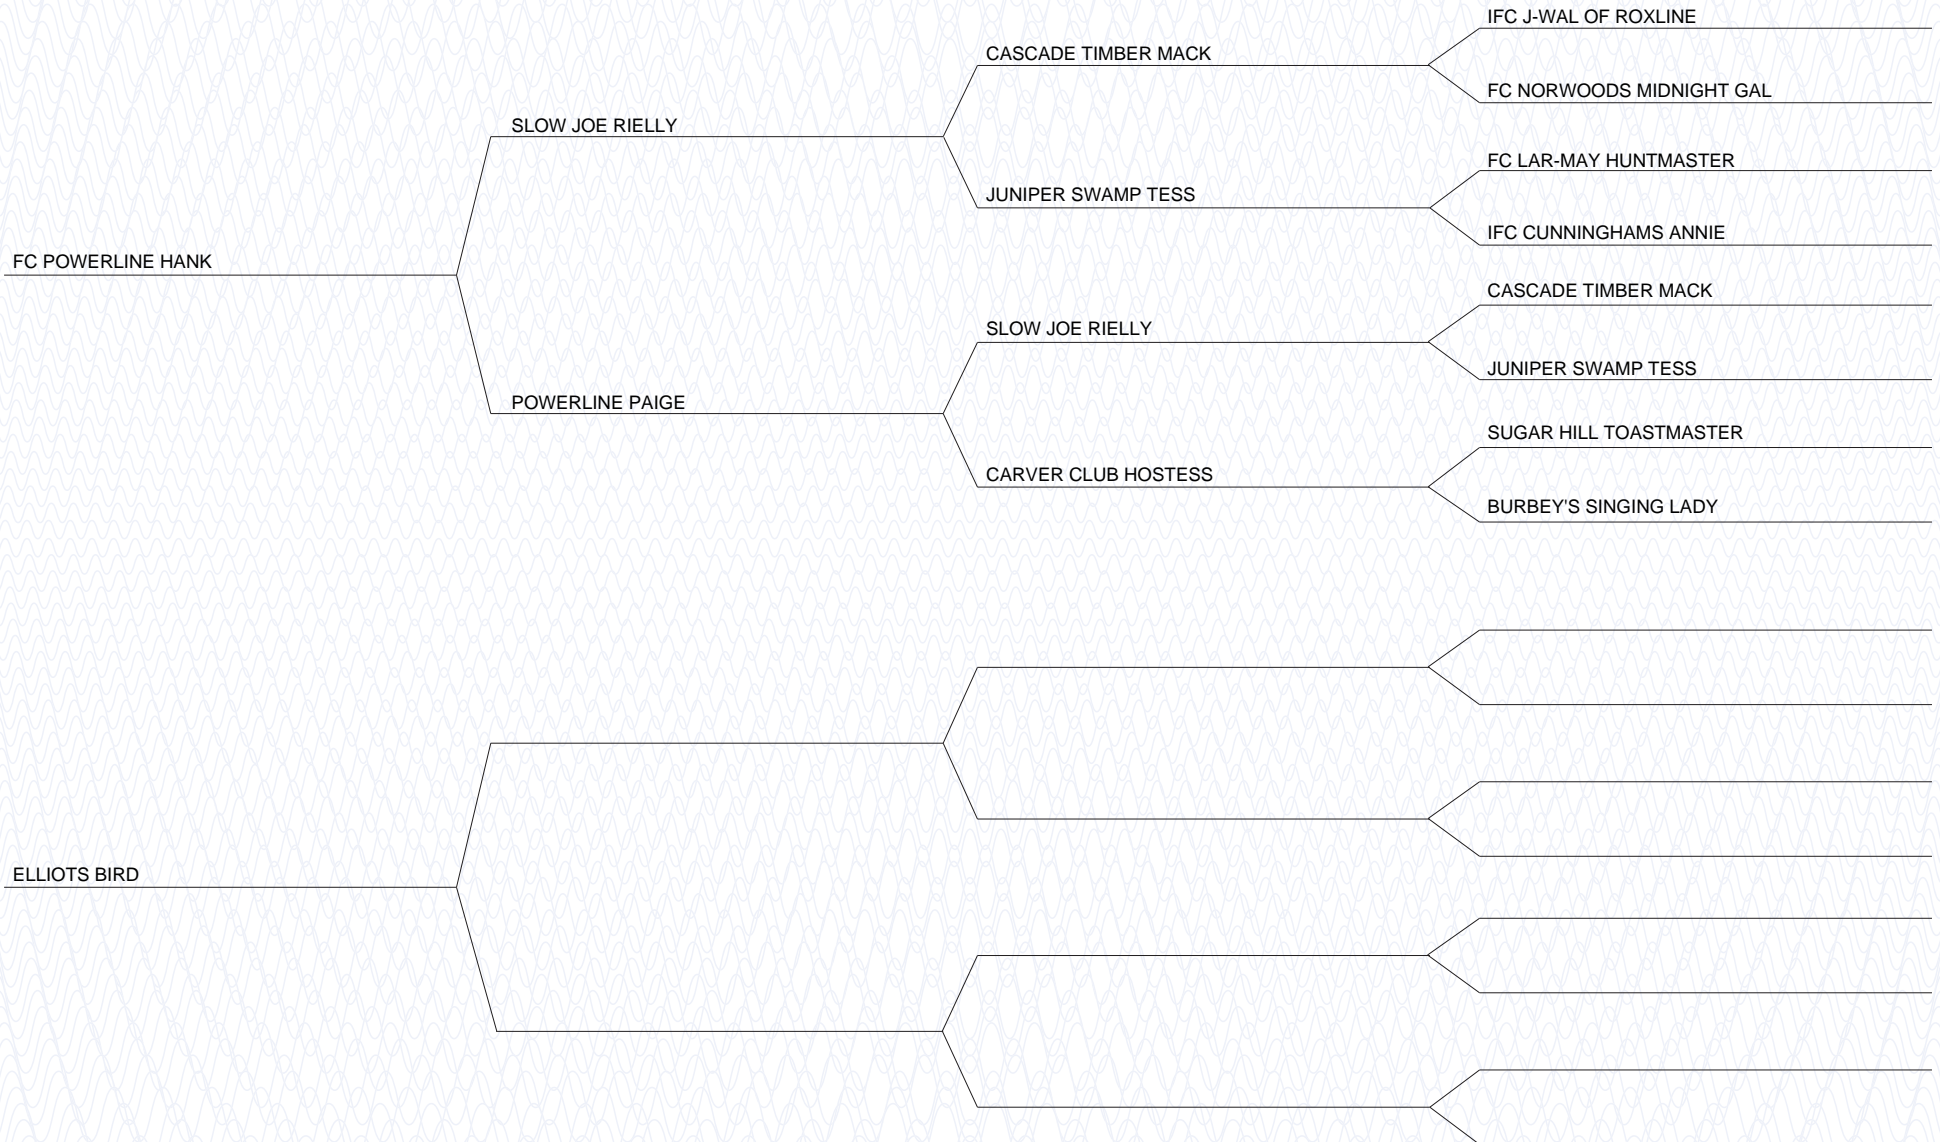 IFC J-WAL OF ROXLINE
CASCADE TIMBER MACK
FC NORWOODS MIDNIGHT GAL
SLOW JOE RIELLY
FC LAR-MAY HUNTMASTER
JUNIPER SWAMP TESS
IFC CUNNINGHAMS ANNIE
FC POWERLINE HANK
CASCADE TIMBER MACK
SLOW JOE RIELLY
JUNIPER SWAMP TESS
POWERLINE PAIGE
SUGAR HILL TOASTMASTER
CARVER CLUB HOSTESS
BURBEY'S SINGING LADY
ELLIOTS BIRD